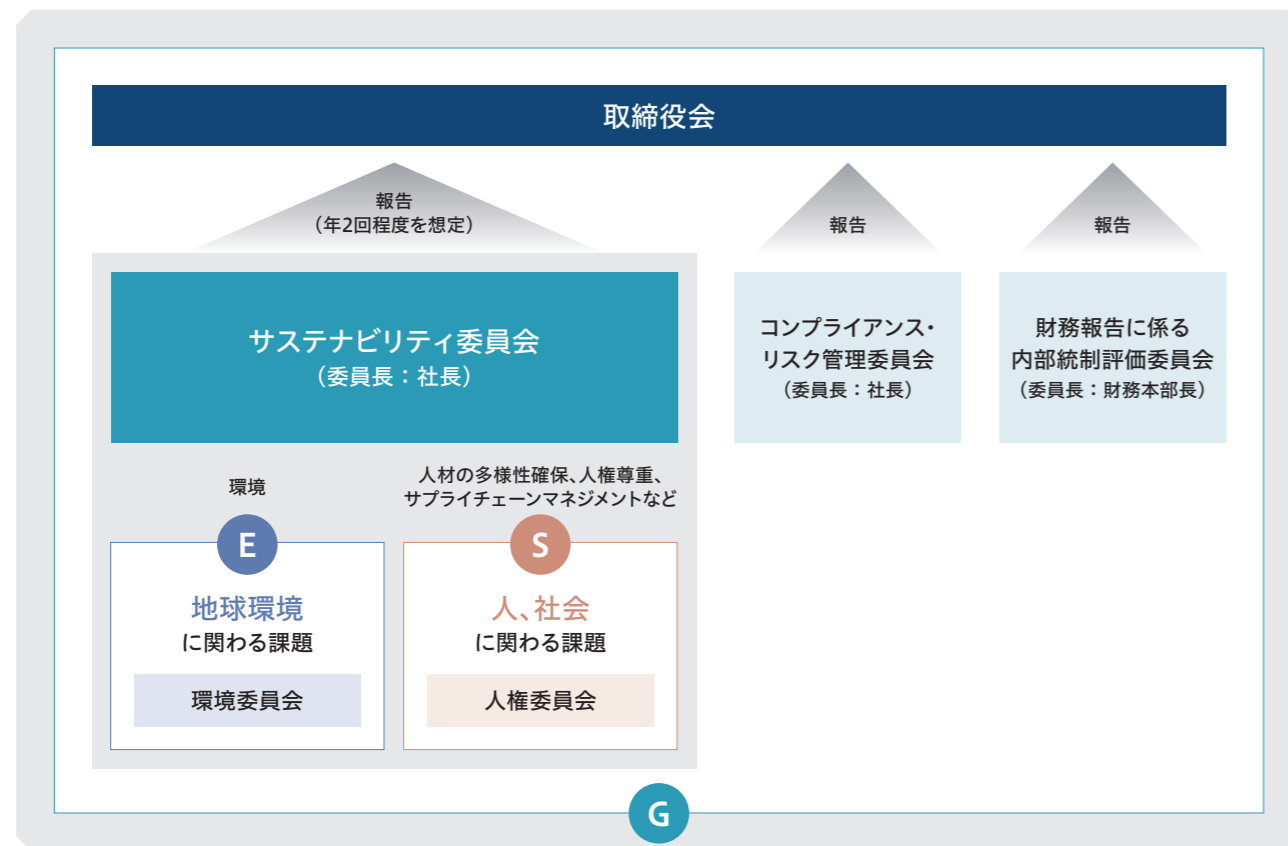 取締役会
報告
（年2回程度を想定）
報告
報告
サステナビリティ委員会
（委員長：社長）
コンプライアンス・
リスク管理委員会
（委員長：社長）
財務報告に係る
内部統制評価委員会
（委員長：財務本部長）
環境
人材の多様性確保、人権尊重、
サプライチェーンマネジメントなど
E
地球環境
に関わる課題
環境委員会
S
人、社会
に関わる課題
人権委員会
G